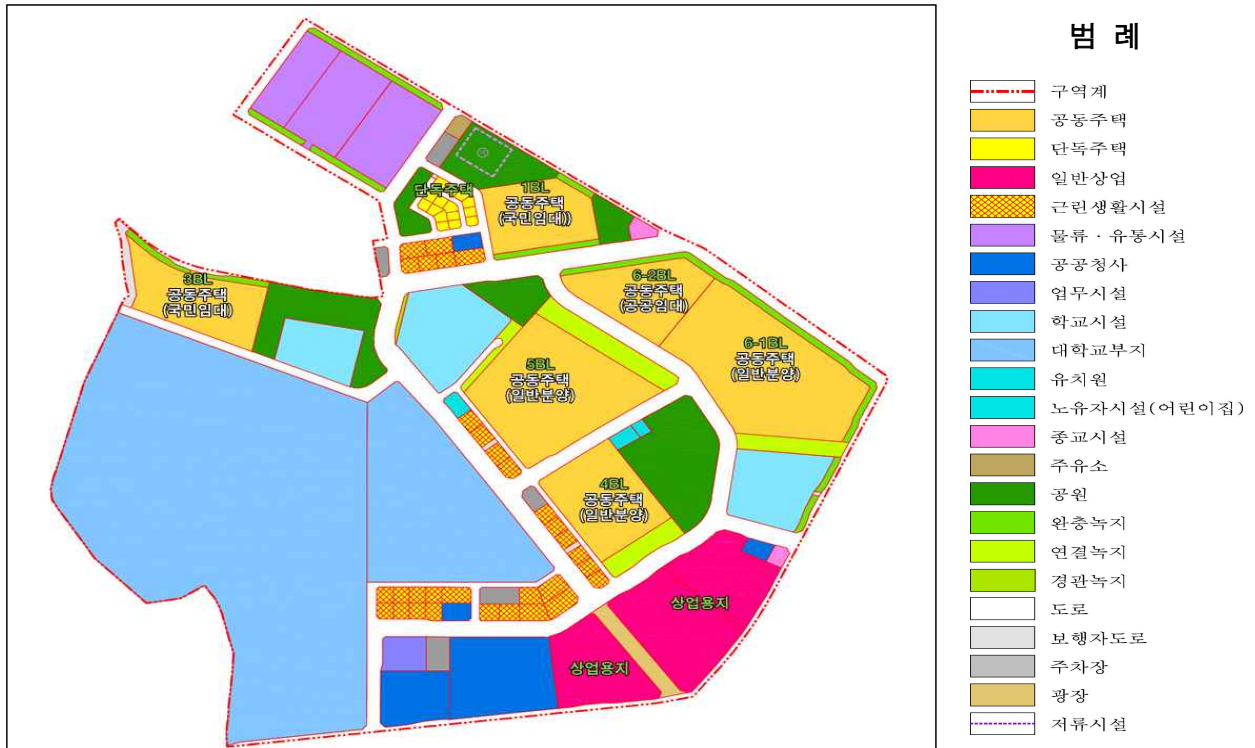 범 례
구역계
공동주택
단독주택
일반상업
근린생활시설
물류 · 유통시설
공공청사
업무시설
학교시설
대학교부지
유치원
노유자시설(어린이집)
종교시설
주유소
공원
완충녹지
연결녹지
경관녹지
도로
보행자도로
주차장
광장
저류시설
단독주택
1BL
공동주택
(국민임대))
3BL
공동주택
(국민임대)
6-2BL
공동주택
(공공임대)
6-1BL
공동주택
(일반분양)
5BL
공동주택
(일반분양)
4BL
공동주택
(일반분양)
상업용지
상업용지